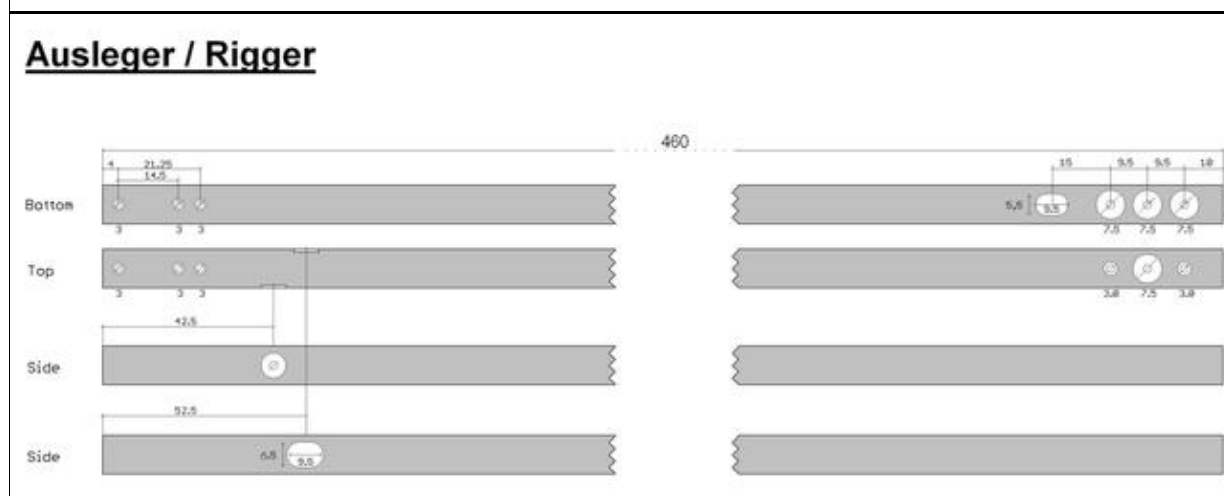 Ausleger / Rigger
460
4 21.25 15 9.5 9.5 10
14.5
Bottom 5,5 9.5
3 3 3 7.5 7.5 7.5
Top
3 3 3 3.0 7.5 3.0
42.5
Side
52.5
Side 6.5 9.5